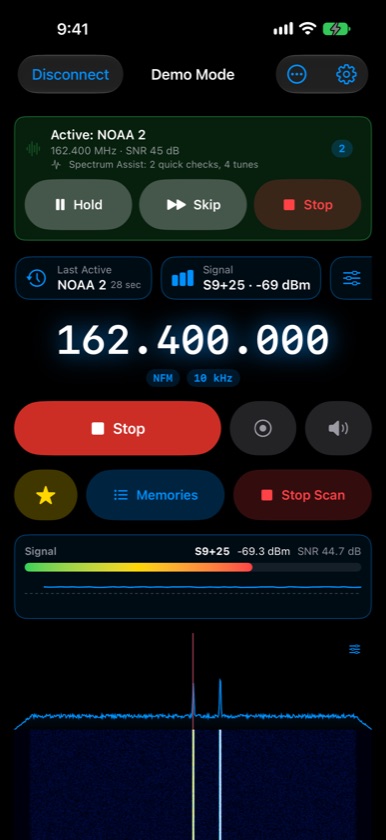 9:41
Disconnect
Demo Mode
Active: NOAA 2
162.400 MHz · SNR 45 dB
Spectrum Assist: 2 quick checks, 4 tunes
2
Hold
Skip
Stop
Last Active
NOAA 2 28 sec
Signal
S9+25 · -69 dBm
162.400.000
NFM 10 kHz
Stop
Memories
Stop Scan
Signal S9+25 -69.3 dBm SNR 44.7 dB